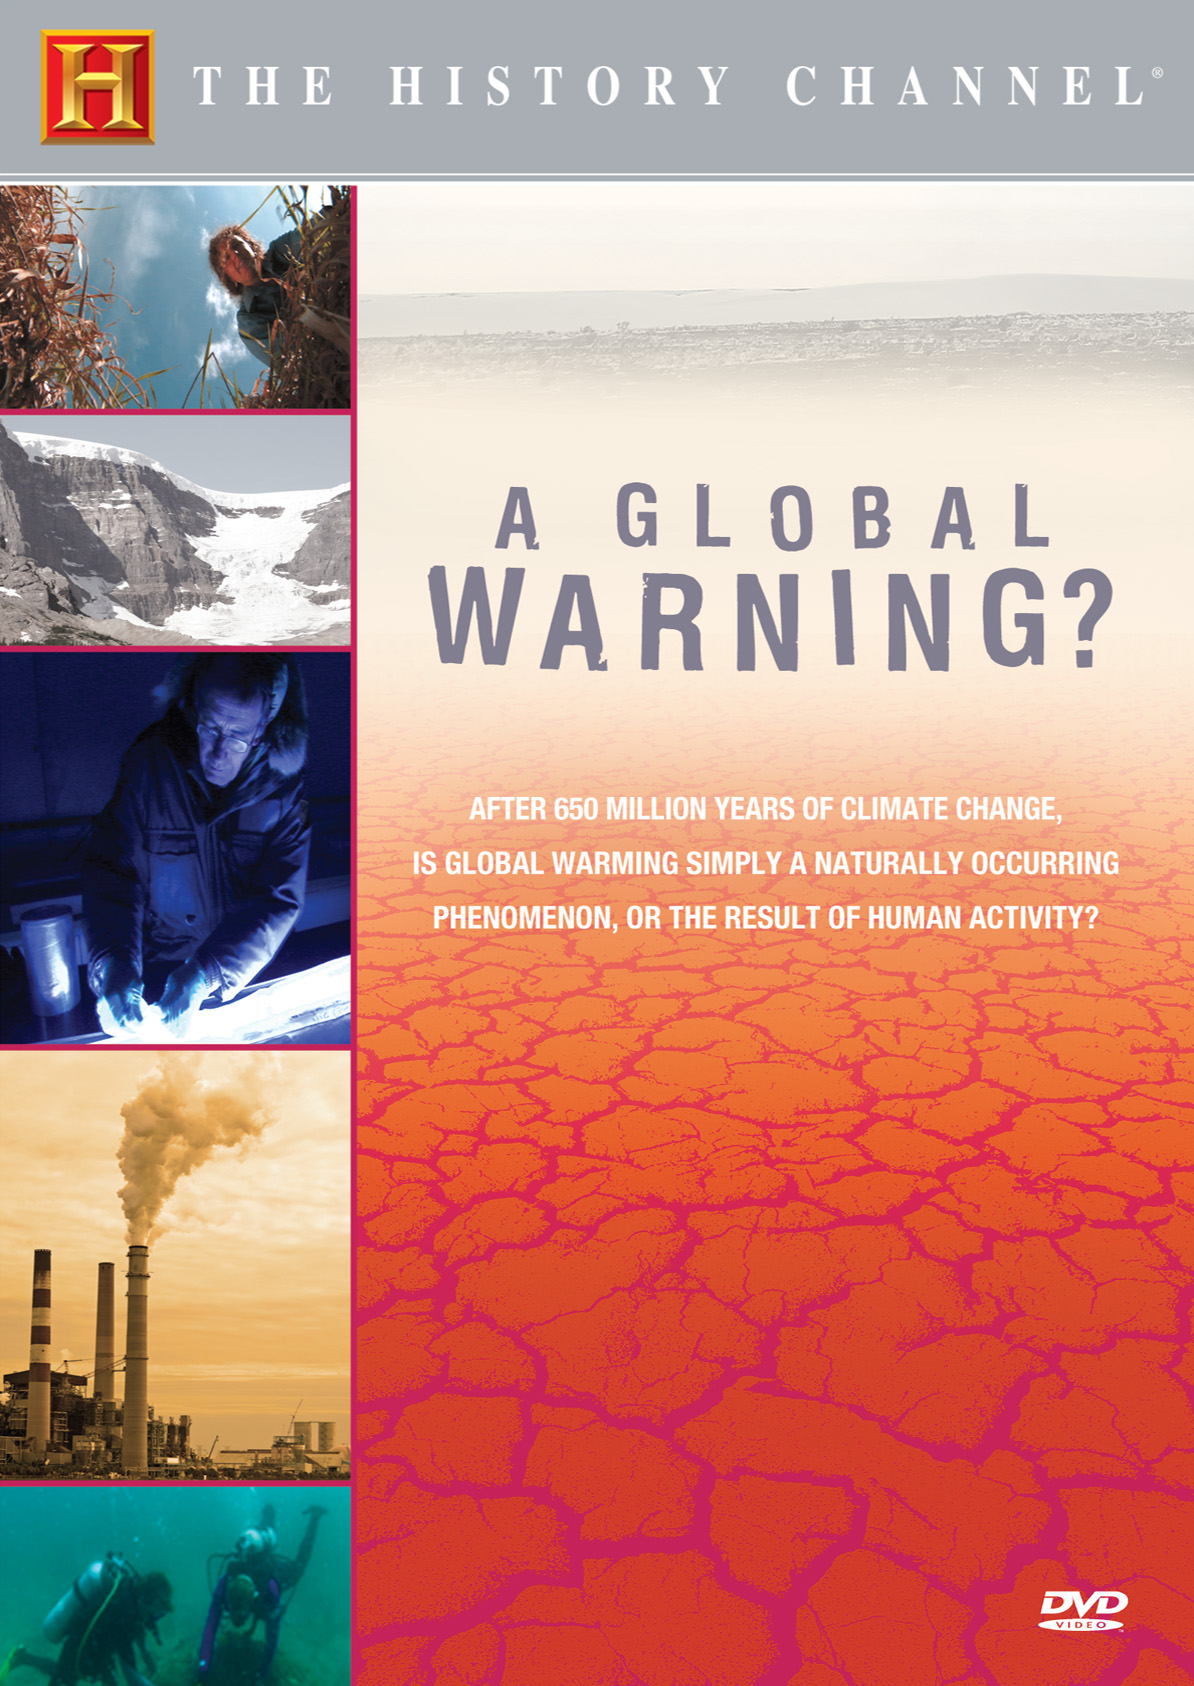 H THE HISTORY CHANNEL®
A GLOBAL
WARNING?
AFTER 650 MILLION YEARS OF CLIMATE CHANGE,
IS GLOBAL WARMING SIMPLY A NATURALLY OCCURRING
PHENOMENON, OR THE RESULT OF HUMAN ACTIVITY?
DVD
VIDEO